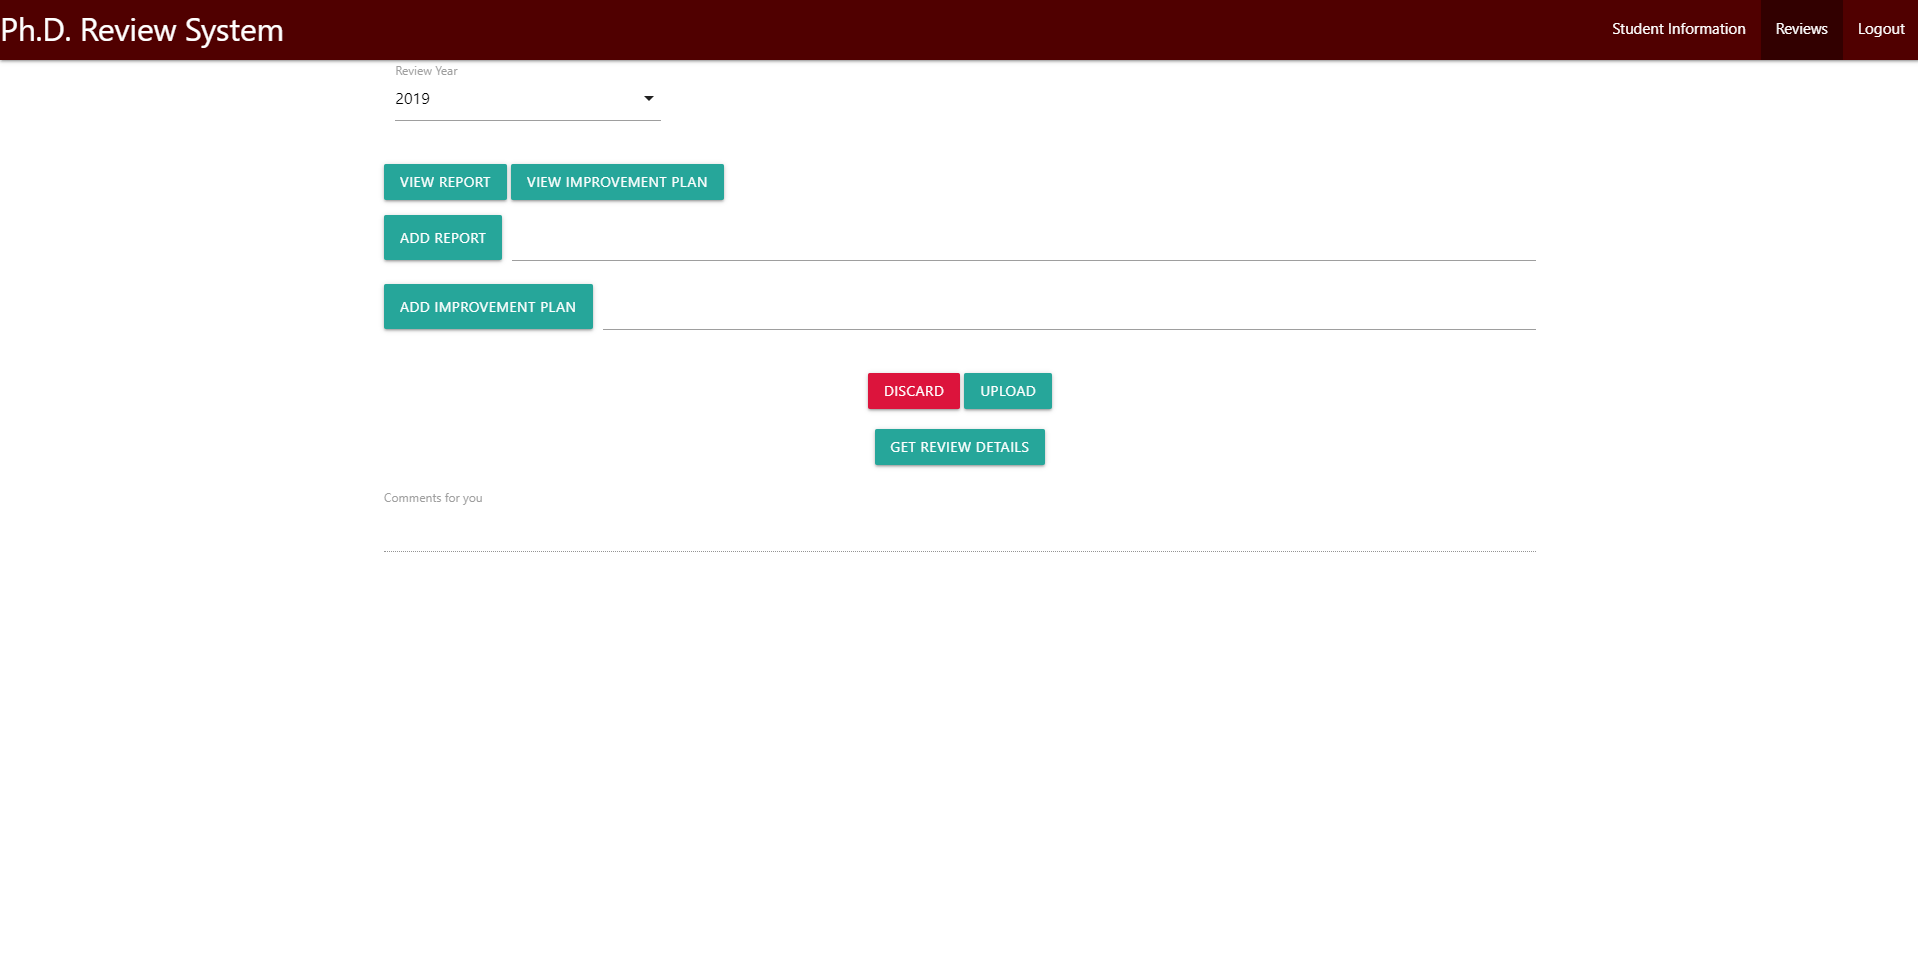 Ph.D. Review System
Student Information
Reviews
Logout
Review Year
2019
VIEW REPORT
VIEW IMPROVEMENT PLAN
ADD REPORT
ADD IMPROVEMENT PLAN
DISCARD
UPLOAD
GET REVIEW DETAILS
Comments for you